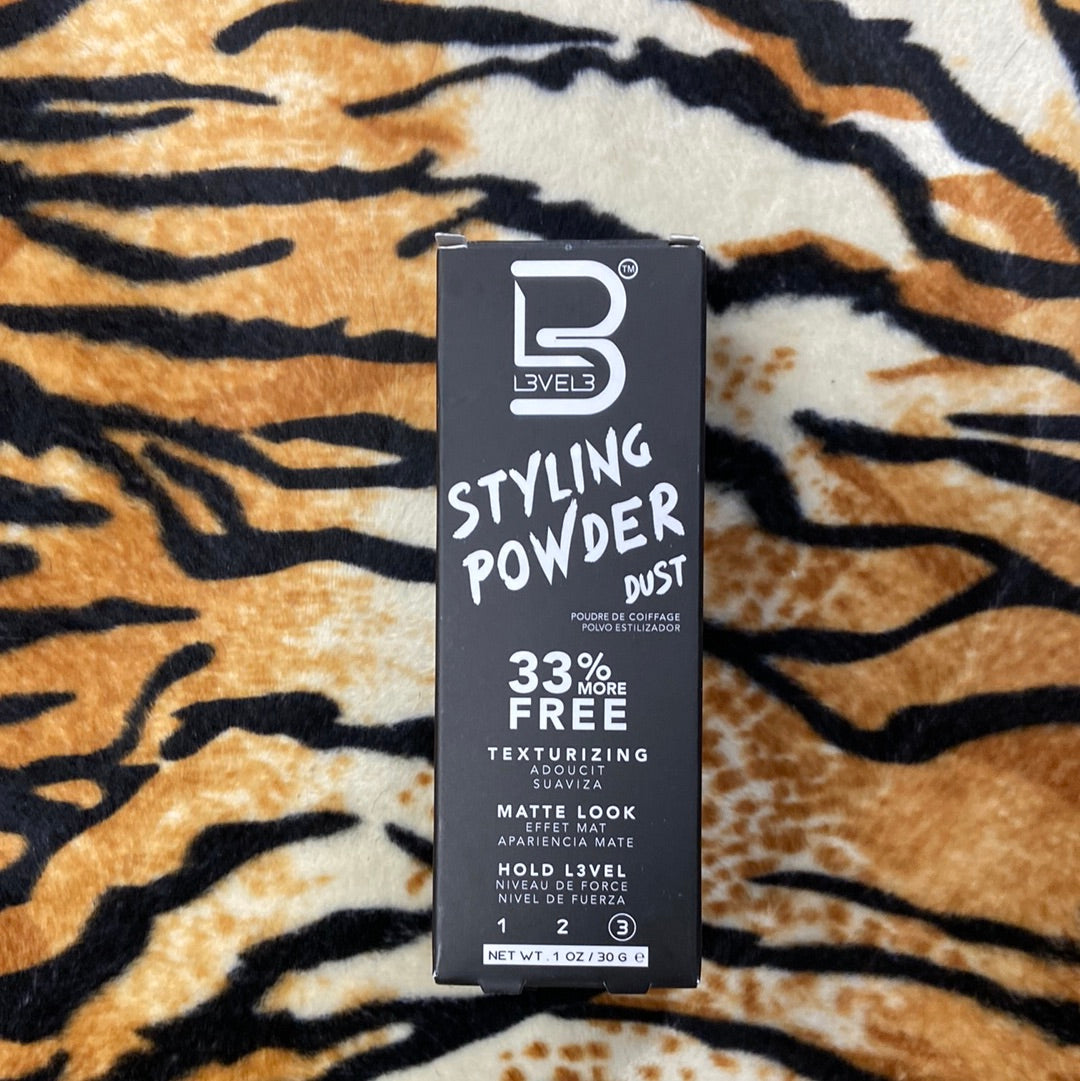 TM
L3VEL3
STYLING
POWDER
DUST
POUDRE DE COIFFAGE
POLVO ESTILIZADOR
33%
MORE
FREE
TEXTURIZING
ADOUCIT
SUAVIZA
MATTE LOOK
EFFET MAT
APARIENCIA MATE
HOLD L3VEL
NIVEAU DE FORCE
NIVEL DE FUERZA
1 2 3
NET WT. 1 OZ / 30 G e